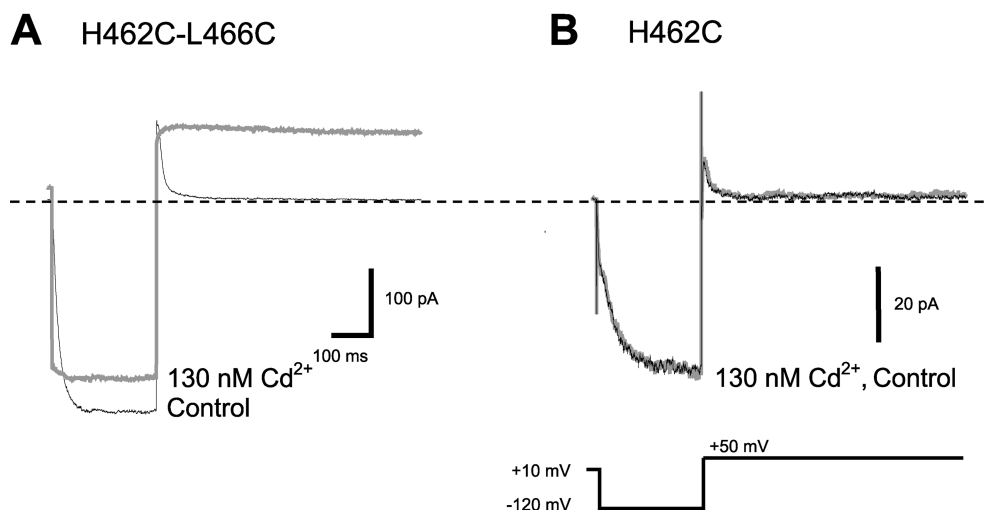 A H462C-L466C
B H462C
100 pA
100 ms
130 nM Cd²⁺
Control
20 pA
130 nM Cd²⁺, Control
+50 mV
+10 mV
-120 mV